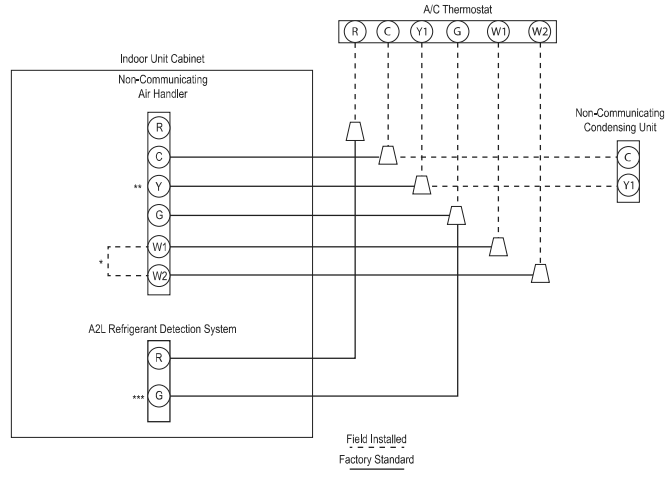 A/C Thermostat
R C Y1 G W1 W2
Indoor Unit Cabinet
Non-Communicating
Air Handler
R
C
** Y
G
W1
*
W2
Non-Communicating
Condensing Unit
C
Y1
A2L Refrigerant Detection System
R
*** G
Field Installed
Factory Standard